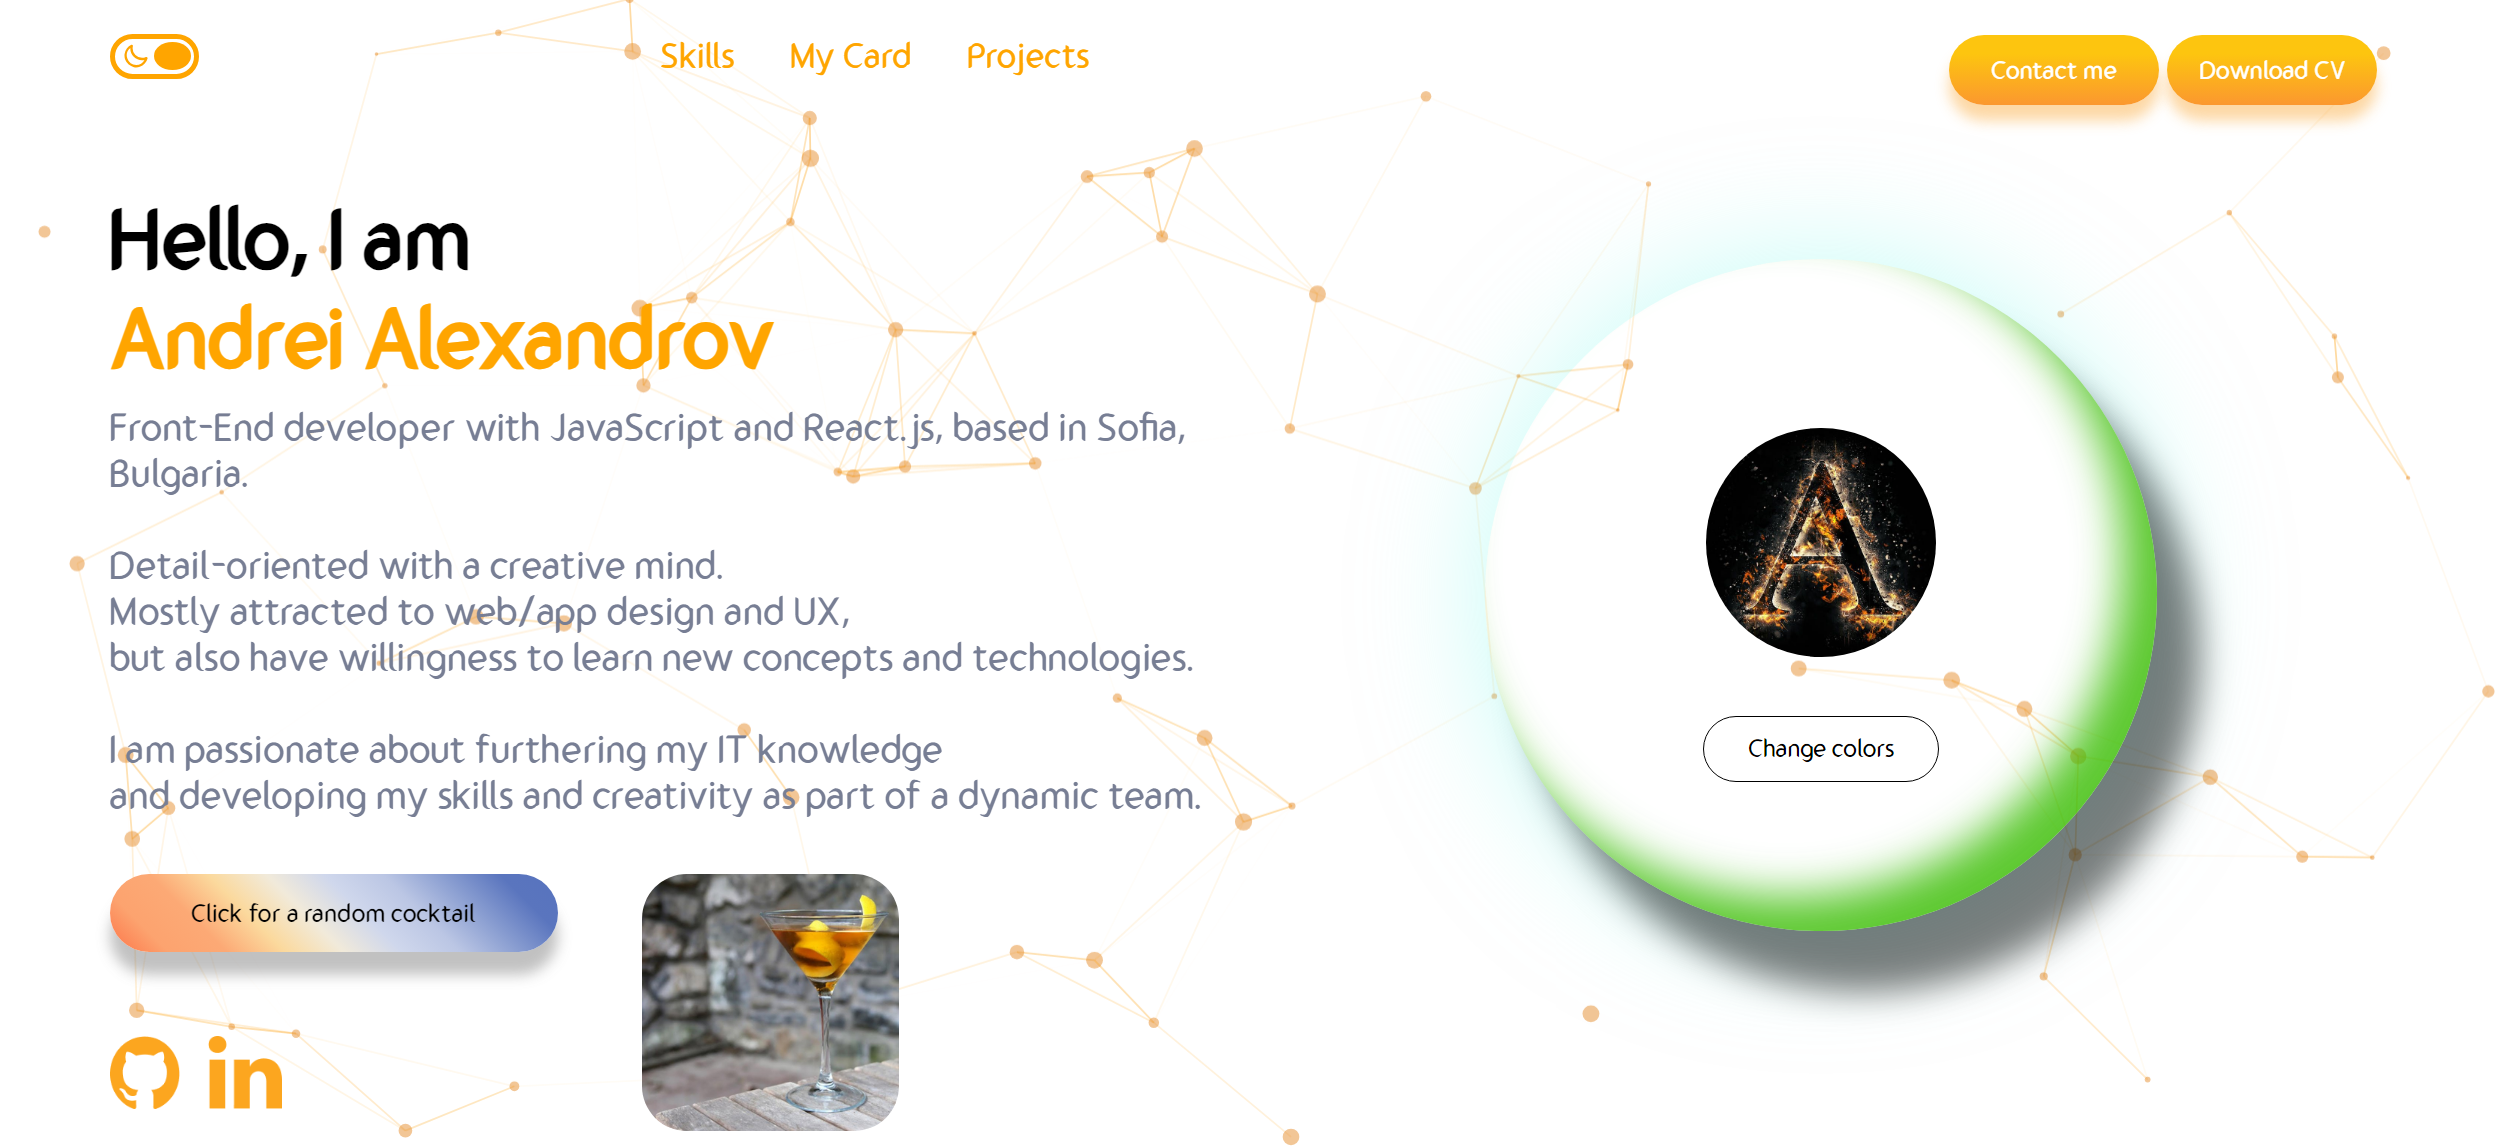 Skills
My Card
Projects
Contact me
Download CV
Hello, I am
Andrei Alexandrov
Front-End developer with JavaScript and React.js, based in Sofia,
Bulgaria.
Detail-oriented with a creative mind.
Mostly attracted to web/app design and UX,
but also have willingness to learn new concepts and technologies.
I am passionate about furthering my IT knowledge
and developing my skills and creativity as part of a dynamic team.
Click for a random cocktail
in
A
Change colors